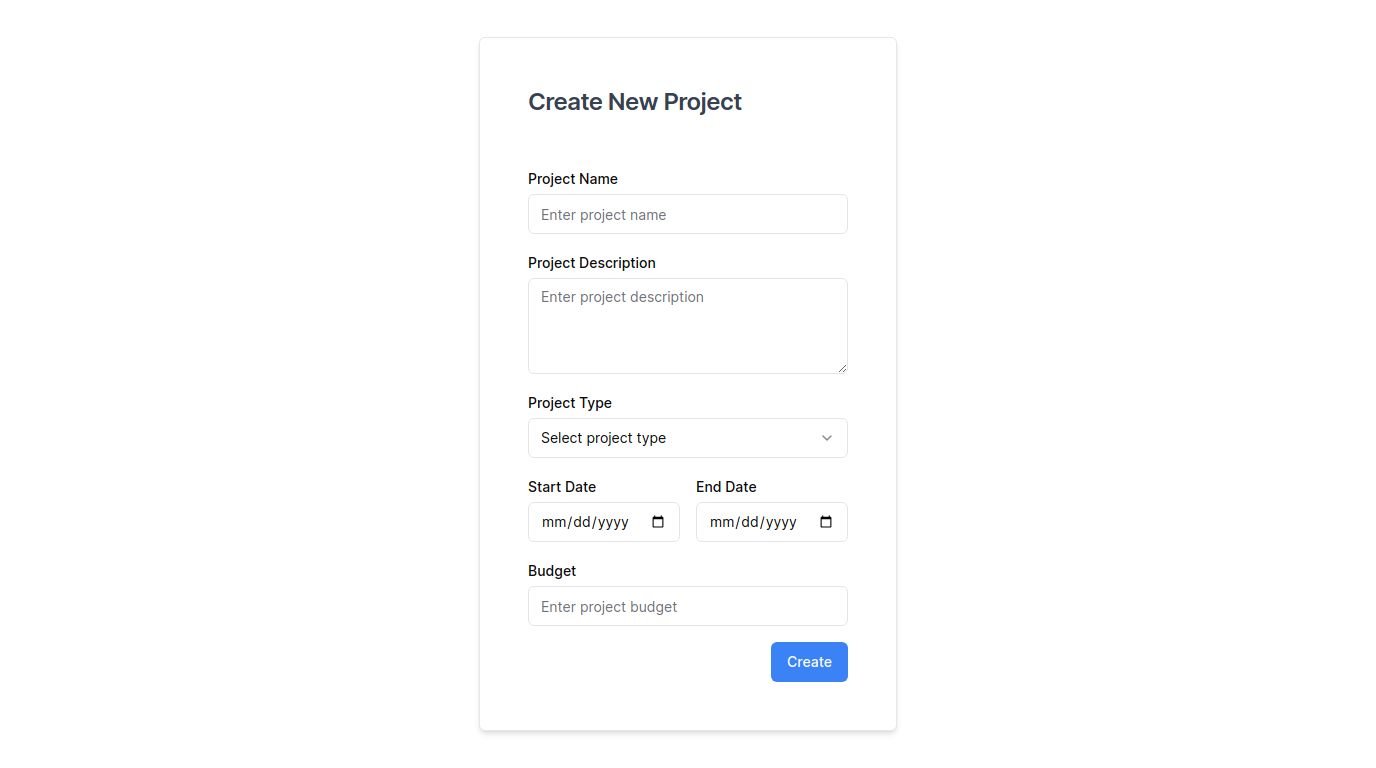 Create New Project
Project Name
Enter project name
Project Description
Enter project description
Project Type
Select project type
Start Date End Date
mm/dd/yyyy mm/dd/yyyy
Budget
Enter project budget
Create